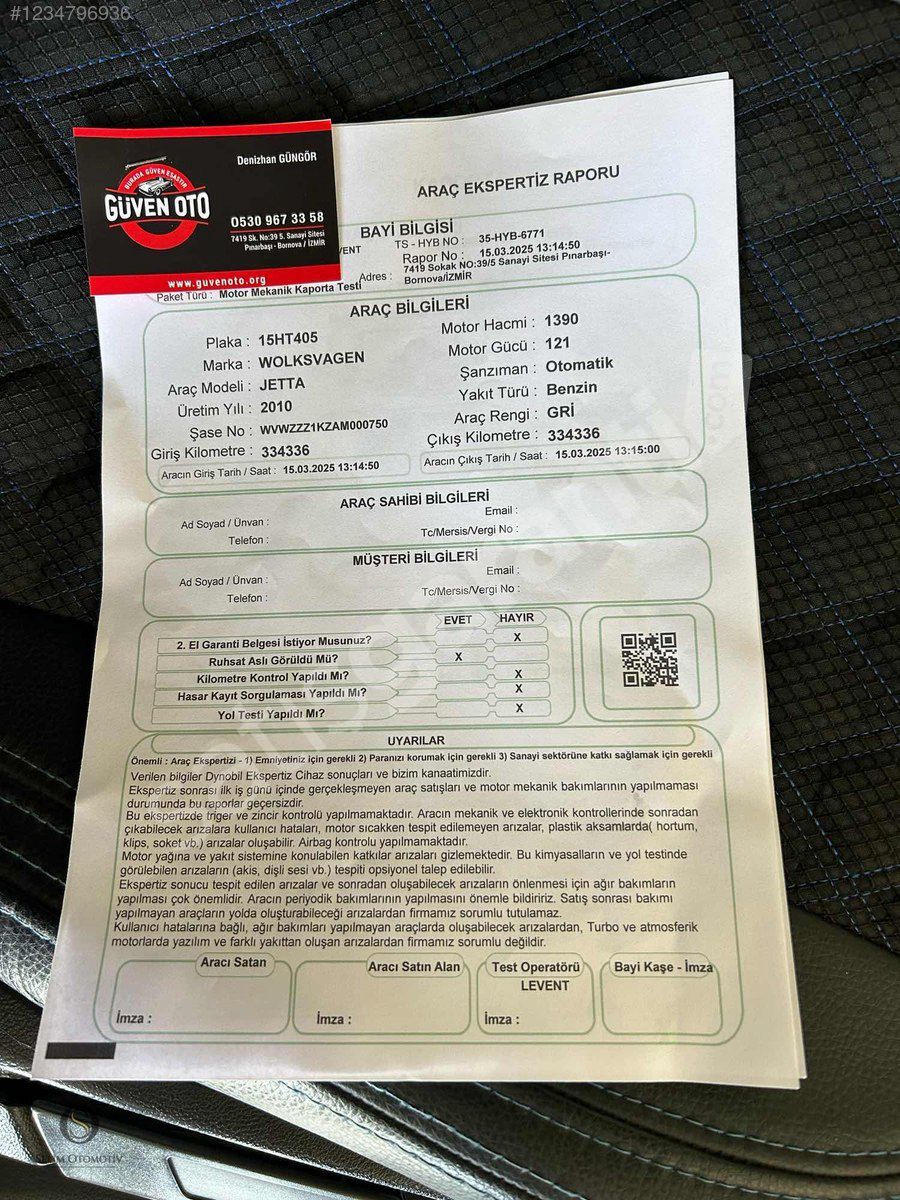 #1234796936
Denizhan GÜNGÖR
BURADA GÜVEN ESASTIR
GÜVEN OTO
0530 967 33 58
7419 Sk. No:39 5. Sanayi Sitesi
Pınarbaşı - Bornova / İZMİR
www.guvenoto.org
ARAÇ EKSPERTİZ RAPORU
BAYİ BİLGİSİ
VENT TS - HYB NO : 35-HYB-6771
Rapor No : 15.03.2025 13:14:50
Adres : 7419 Sokak NO:39/5 Sanayi Sitesi Pınarbaşı-
Bornova/İZMİR
Paket Türü : Motor Mekanik Kaporta Testi
ARAÇ BİLGİLERİ
Plaka : 15HT405
Marka : WOLKSVAGEN
Araç Modeli : JETTA
Üretim Yılı : 2010
Şase No : WVWZZZ1KZAM000750
Giriş Kilometre : 334336
Aracın Giriş Tarih / Saat : 15.03.2025 13:14:50
Motor Hacmi : 1390
Motor Gücü : 121
Şanzıman : Otomatik
Yakıt Türü : Benzin
Araç Rengi : GRİ
Çıkış Kilometre : 334336
Aracın Çıkış Tarih / Saat : 15.03.2025 13:15:00
ARAÇ SAHİBİ BİLGİLERİ
Ad Soyad / Ünvan : Email :
Telefon : Tc/Mersis/Vergi No :
MÜŞTERİ BİLGİLERİ
Ad Soyad / Ünvan : Email :
Telefon : Tc/Mersis/Vergi No :
EVET HAYIR
2. El Garanti Belgesi İstiyor Musunuz? X
Ruhsat Aslı Görüldü Mü? X
Kilometre Kontrol Yapıldı Mı? X
Hasar Kayıt Sorgulaması Yapıldı Mı? X
Yol Testi Yapıldı Mı? X
UYARILAR
Önemli : Araç Ekspertizi - 1) Emniyetiniz için gerekli 2) Paranızı korumak için gerekli 3) Sanayi sektörüne katkı sağlamak için gerekli
Verilen bilgiler Dynobil Ekspertiz Cihaz sonuçları ve bizim kanaatimizdir.
Ekspertiz sonrası ilk iş günü içinde gerçekleşmeyen araç satışları ve motor mekanik bakımlarının yapılmaması
durumunda bu raporlar geçersizdir.
Bu ekspertizde triger ve zincir kontrolü yapılmamaktadır. Aracın mekanik ve elektronik kontrollerinde sonradan
çıkabilecek arızalara kullanıcı hataları, motor sıcakken tespit edilemeyen arızalar, plastik aksamlarda( hortum,
klips, soket vb.) arızalar oluşabilir. Airbag kontrolu yapılmamaktadır.
Motor yağına ve yakıt sistemine konulabilen katkılar arızaları gizlemektedir. Bu kimyasalların ve yol testinde
görülebilen arızaların (akis, dişli sesi vb.) tespiti opsiyonel talep edilebilir.
Ekspertiz sonucu tespit edilen arızalar ve sonradan oluşabilecek arızaların önlenmesi için ağır bakımların
yapılması çok önemlidir. Aracın periyodik bakımlarının yapılmasını önemle bildiririz. Satış sonrası bakımı
yapılmayan araçların yolda oluşturabileceği arızalardan firmamız sorumlu tutulamaz.
Kullanıcı hatalarına bağlı, ağır bakımları yapılmayan araçlarda oluşabilecek arızalardan, Turbo ve atmosferik
motorlarda yazılım ve farklı yakıttan oluşan arızalardan firmamız sorumlu değildir.
Aracı Satan Aracı Satın Alan Test Operatörü Bayi Kaşe - İmza
LEVENT
İmza : İmza : İmza :
OTOMOTİV